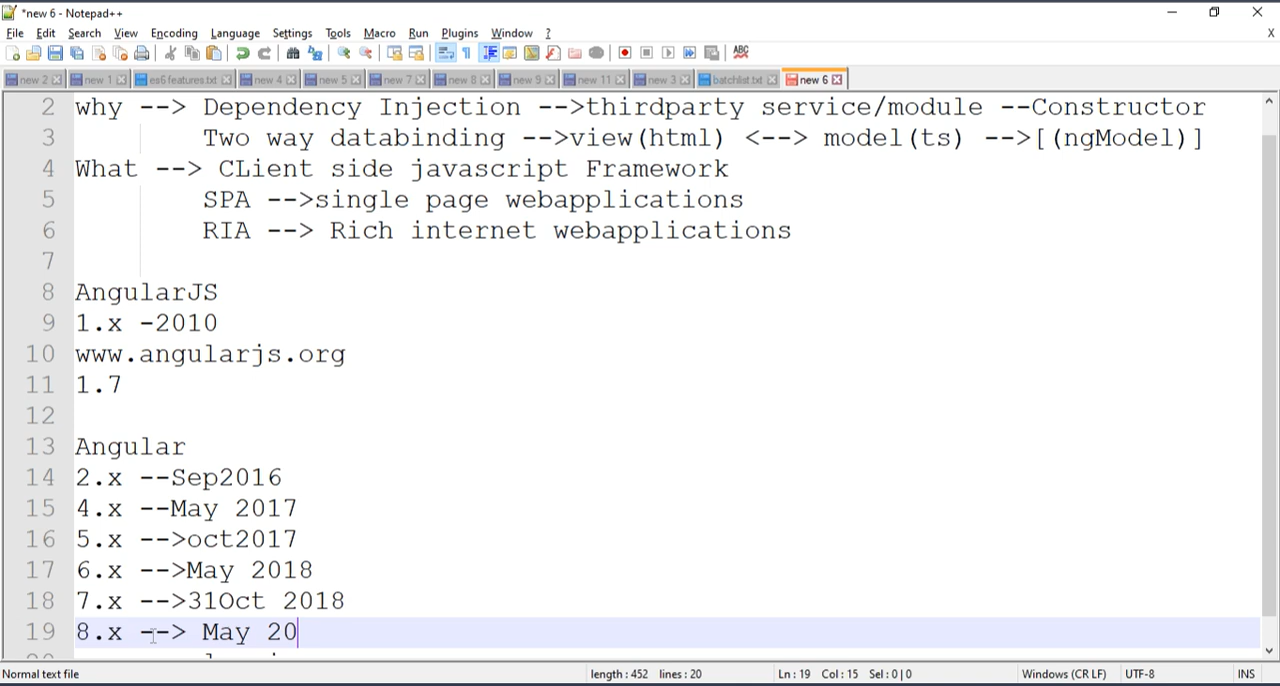 *new 6 - Notepad++
File Edit Search View Encoding Language Settings Tools Macro Run Plugins Window ? X
new 2 new 1 es6 features.txt new 4 new 5 new 7 new 8 new 9 new 11 new 3 batchlist.txt new 6
2 why --> Dependency Injection -->thirdparty service/module --Constructor
3 Two way databinding -->view(html) <--> model(ts) -->[(ngModel)]
4 What --> CLient side javascript Framework
5 SPA -->single page webapplications
6 RIA --> Rich internet webapplications
7
8 AngularJS
9 1.x -2010
10 www.angularjs.org
11 1.7
12
13 Angular
14 2.x --Sep2016
15 4.x --May 2017
16 5.x -->oct2017
17 6.x -->May 2018
18 7.x -->31Oct 2018
19 8.x --> May 20
Normal text file length : 452 lines : 20 Ln : 19 Col : 15 Sel : 0 | 0 Windows (CR LF) UTF-8 INS